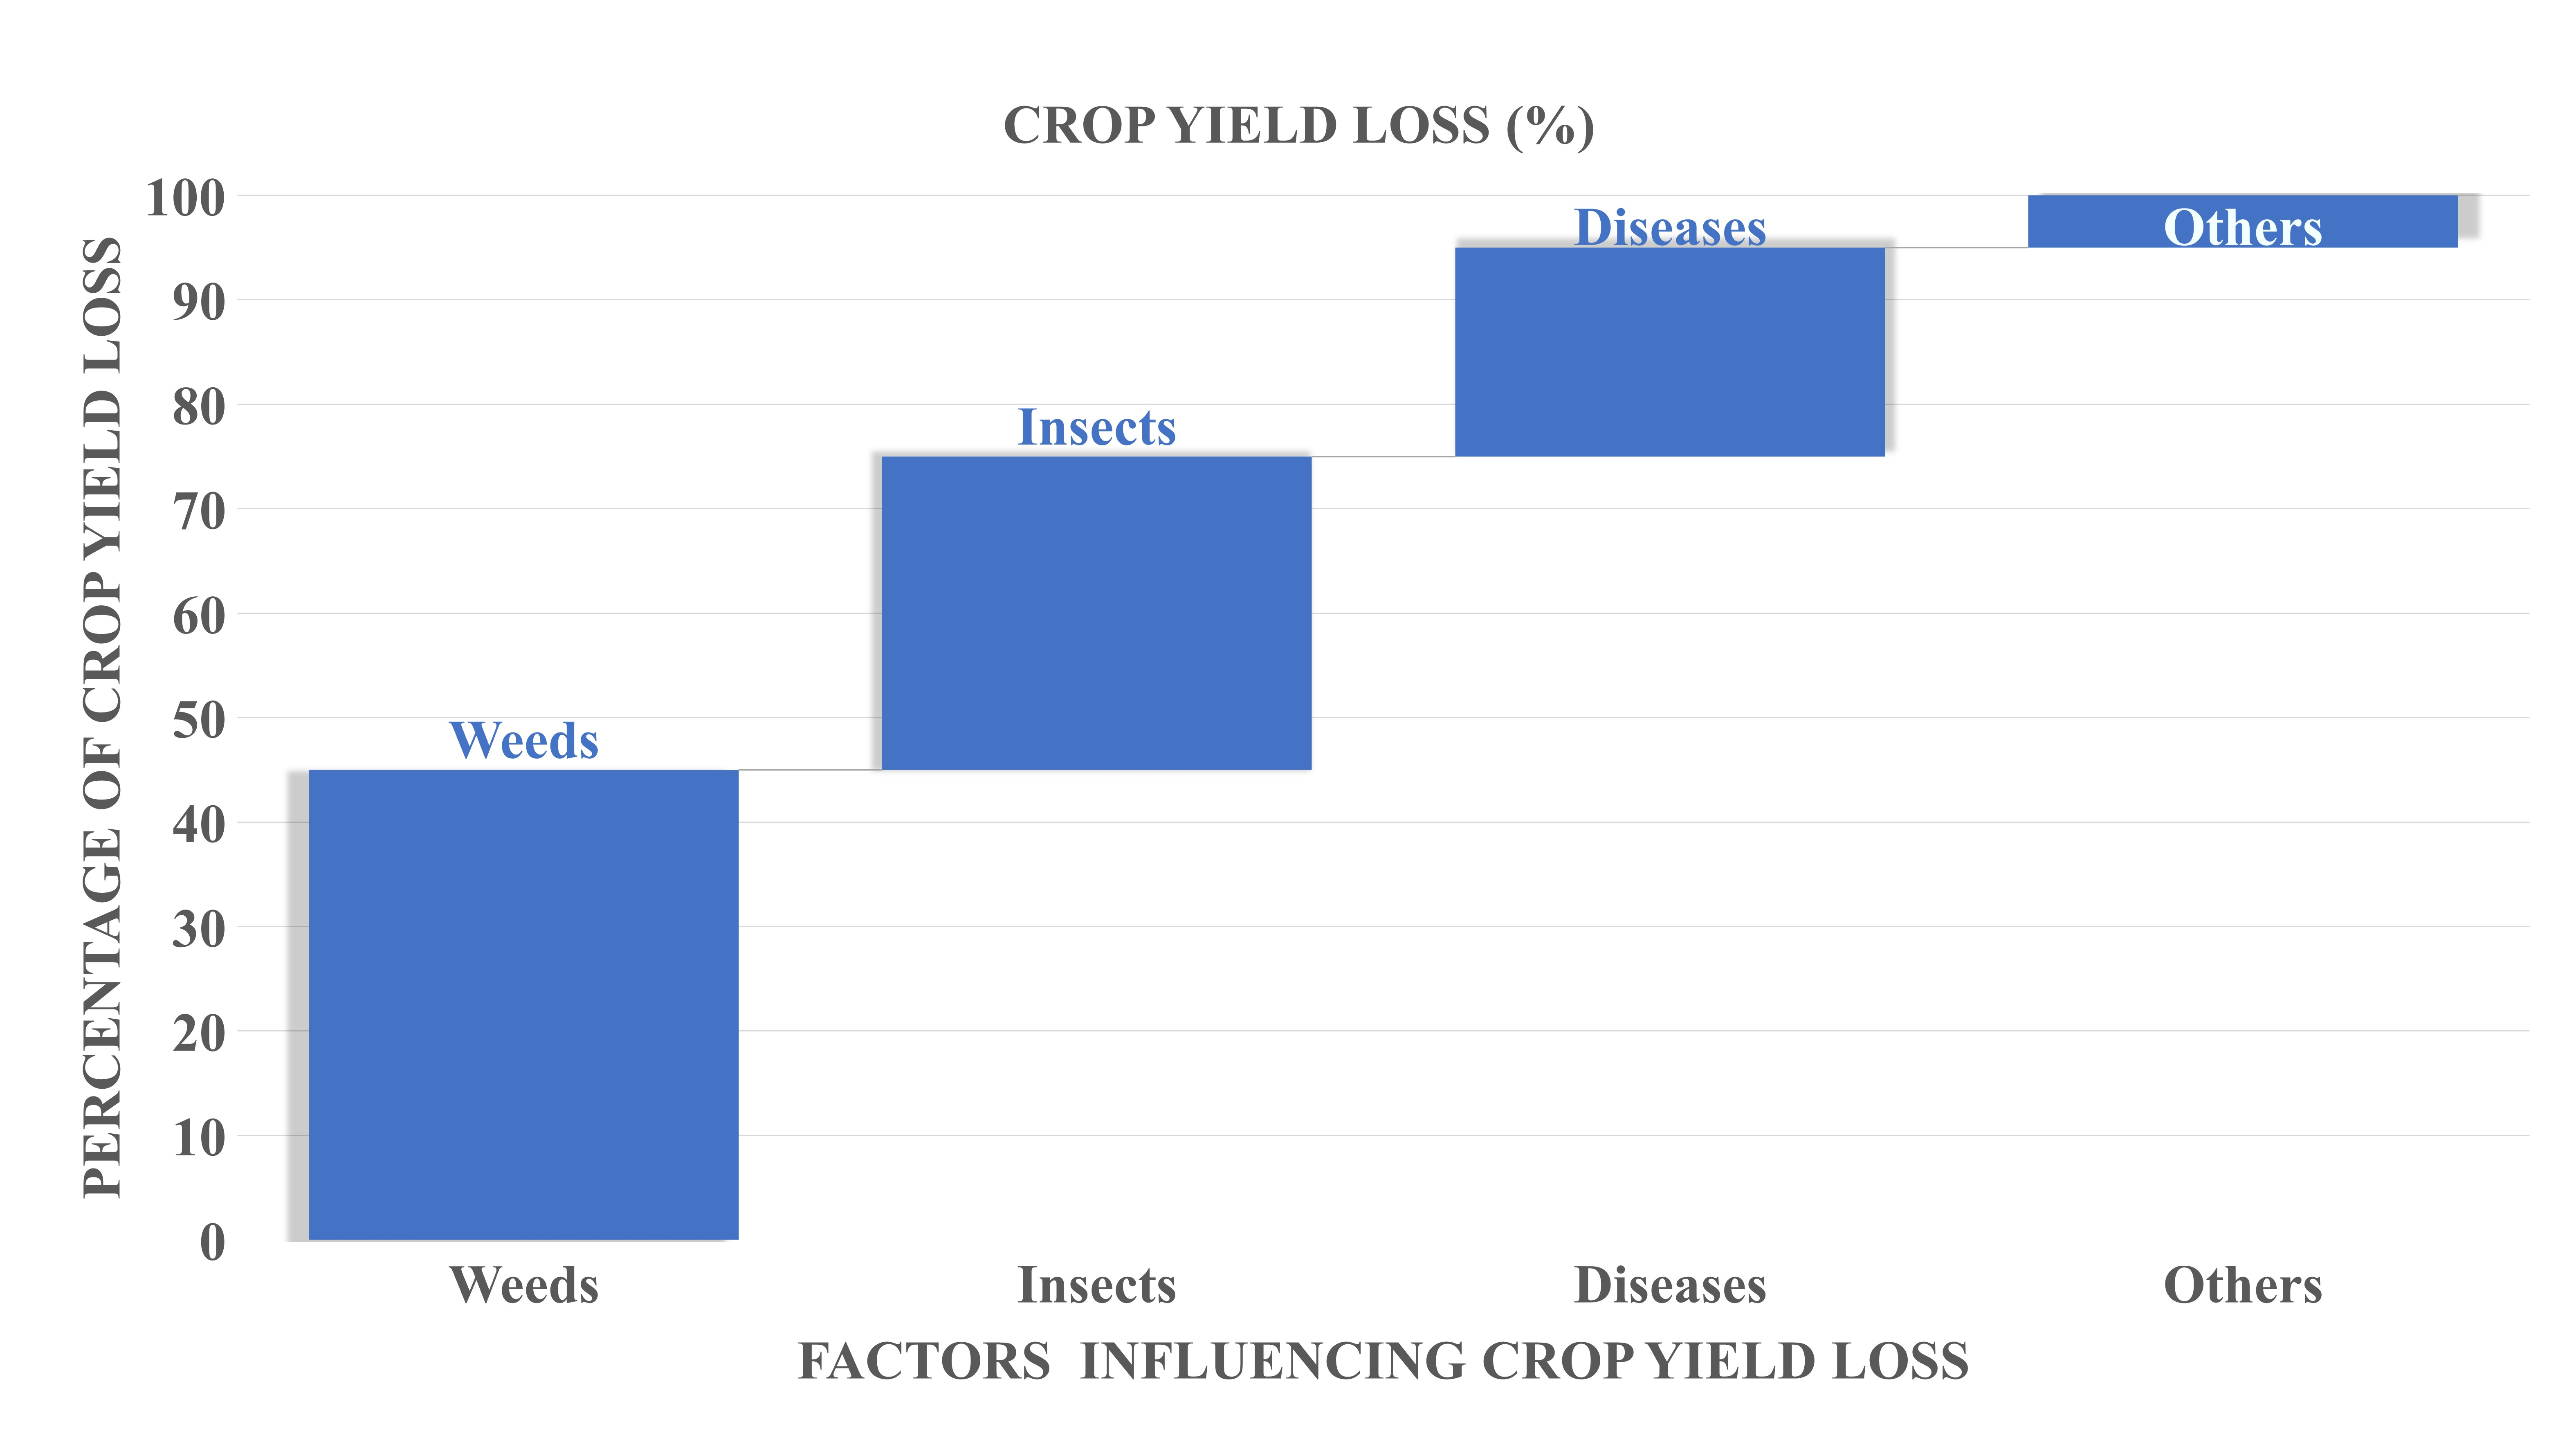 CROP YIELD LOSS (%)
PERCENTAGE OF CROP YIELD LOSS
100
90
80
70
60
50
40
30
20
10
0
Weeds
Insects
Diseases
Others
Weeds
Insects
Diseases
Others
FACTORS  INFLUENCING CROP YIELD LOSS